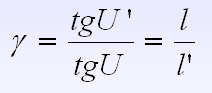 γ = tgU' / tgU = l / l'